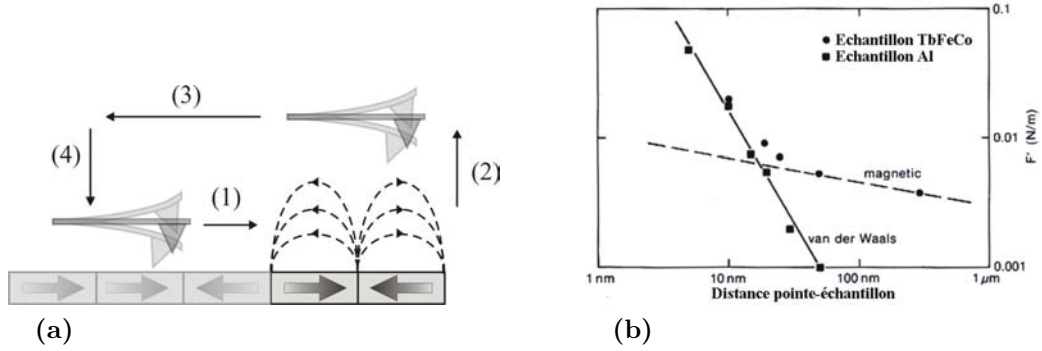 (3)
(4)
(2)
(1)
(a)
0.1
● Echantillon TbFeCo
■ Echantillon Al
F' (N/m)
0.01
magnetic
van der Waals
0.001
1 nm
10 nm
100 nm
1 μm
Distance pointe-échantillon
(b)